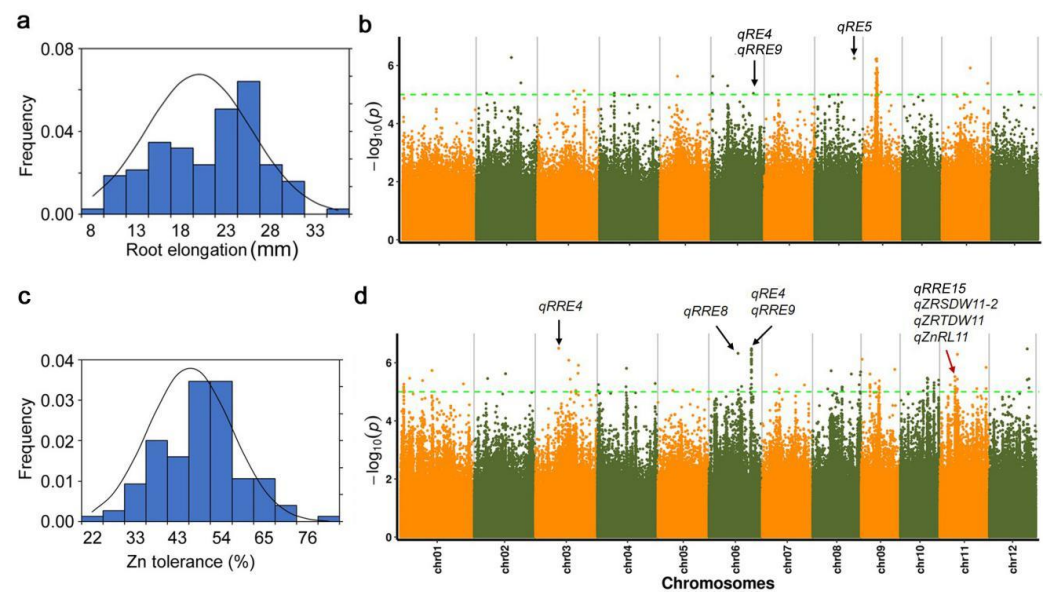 a
0.08
0.04
0.00
Frequency
8 13 18 23 28 33
Root elongation (mm)
b
qRE4
qRRE9
qRE5
6
4
2
0
−log10(p)
c
0.04
0.03
0.02
0.01
0.00
Frequency
22 33 43 54 65 76
Zn tolerance (%)
d
qRRE4
qRRE8
qRE4
qRRE9
qRRE15
qZRSDW11-2
qZRTDW11
qZnRL11
6
4
2
0
−log10(p)
chr01 chr02 chr03 chr04 chr05 chr06 chr07 chr08 chr09 chr10 chr11 chr12
Chromosomes